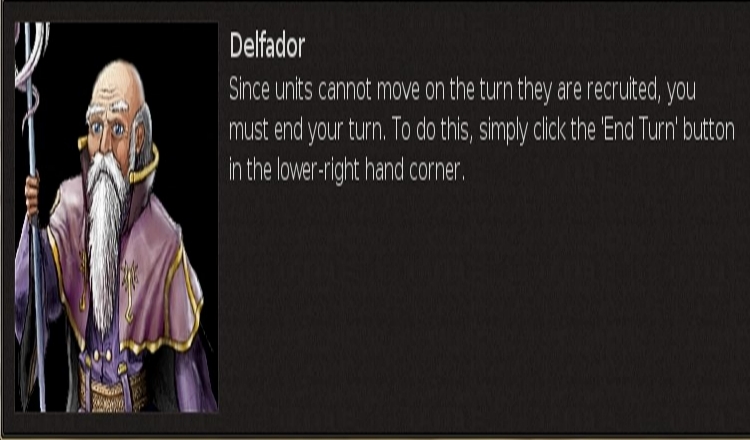 Delfador
Since units cannot move on the turn they are recruited, you
must end your turn. To do this, simply click the 'End Turn' button
in the lower-right hand corner.